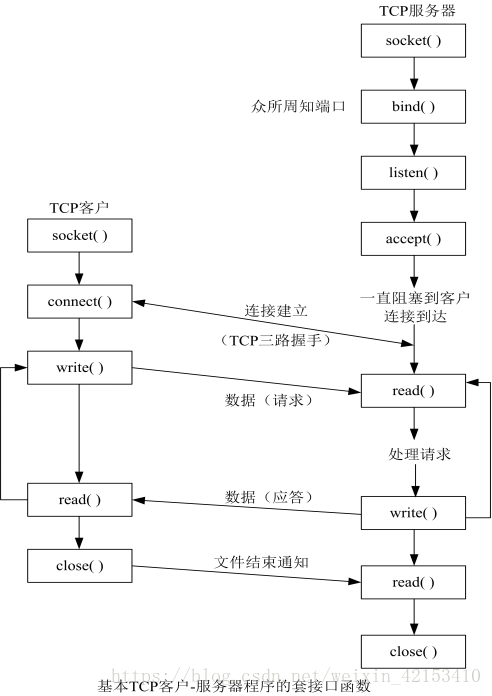 TCP服务器
socket( )
众所周知端口
bind( )
listen( )
TCP客户
socket( )
accept( )
一直阻塞到客户
连接到达
connect( )
连接建立
（TCP三路握手）
write( )
read( )
数据（请求）
处理请求
read( )
数据（应答）
write( )
close( )
文件结束通知
read( )
close( )
https://blog.csdn.net/weixin_42153410
基本TCP客户-服务器程序的套接口函数